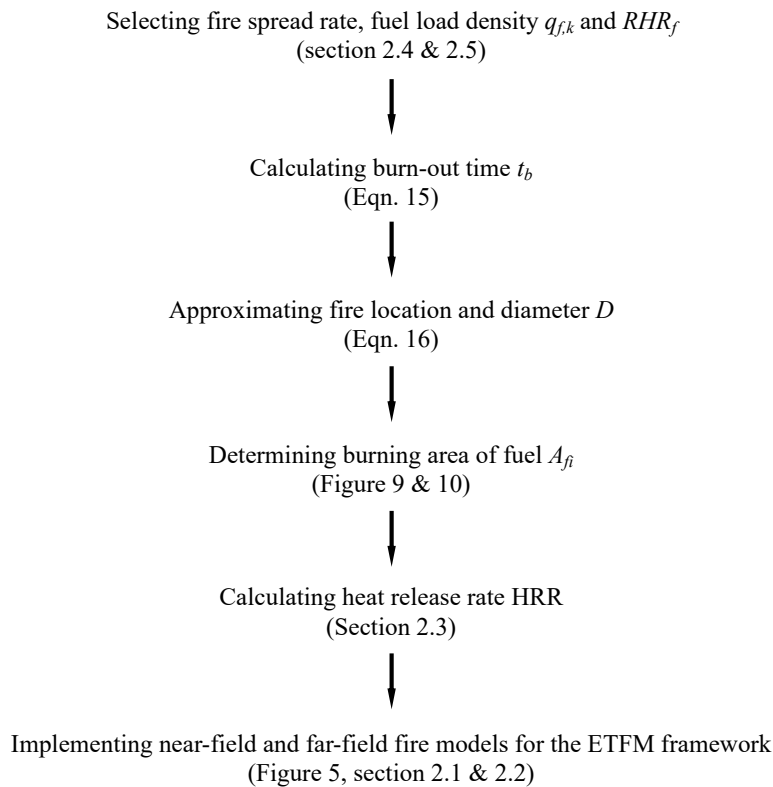 Selecting fire spread rate, fuel load density q_{f,k} and RHR_f
(section 2.4 & 2.5)
Calculating burn-out time t_b
(Eqn. 15)
Approximating fire location and diameter D
(Eqn. 16)
Determining burning area of fuel A_{fi}
(Figure 9 & 10)
Calculating heat release rate HRR
(Section 2.3)
Implementing near-field and far-field fire models for the ETFM framework
(Figure 5, section 2.1 & 2.2)